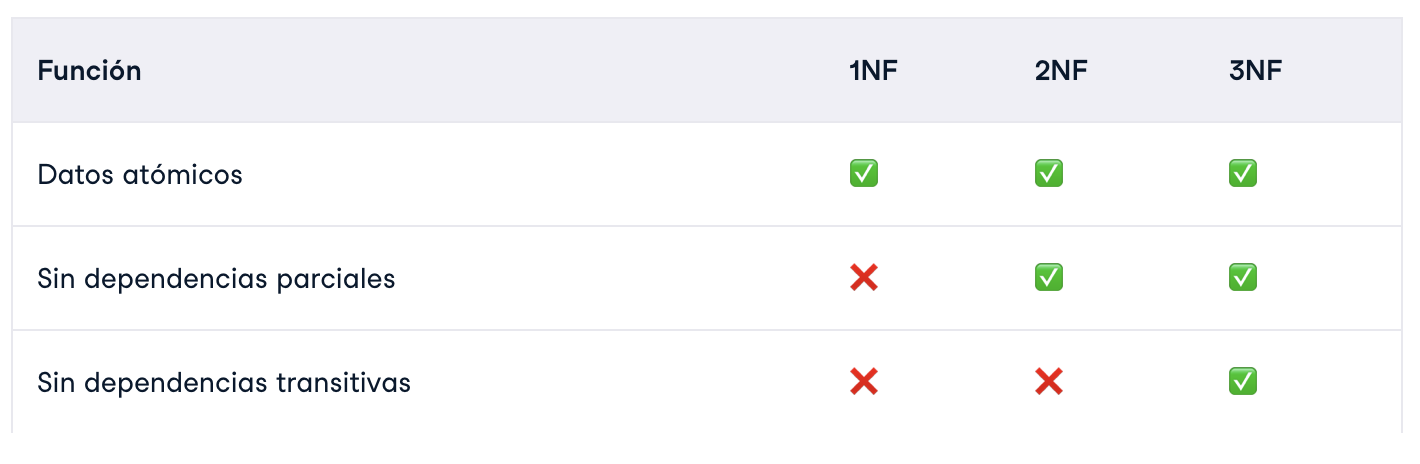 Función 1NF 2NF 3NF
Datos atómicos ✅ ✅ ✅
Sin dependencias parciales ❌ ✅ ✅
Sin dependencias transitivas ❌ ❌ ✅